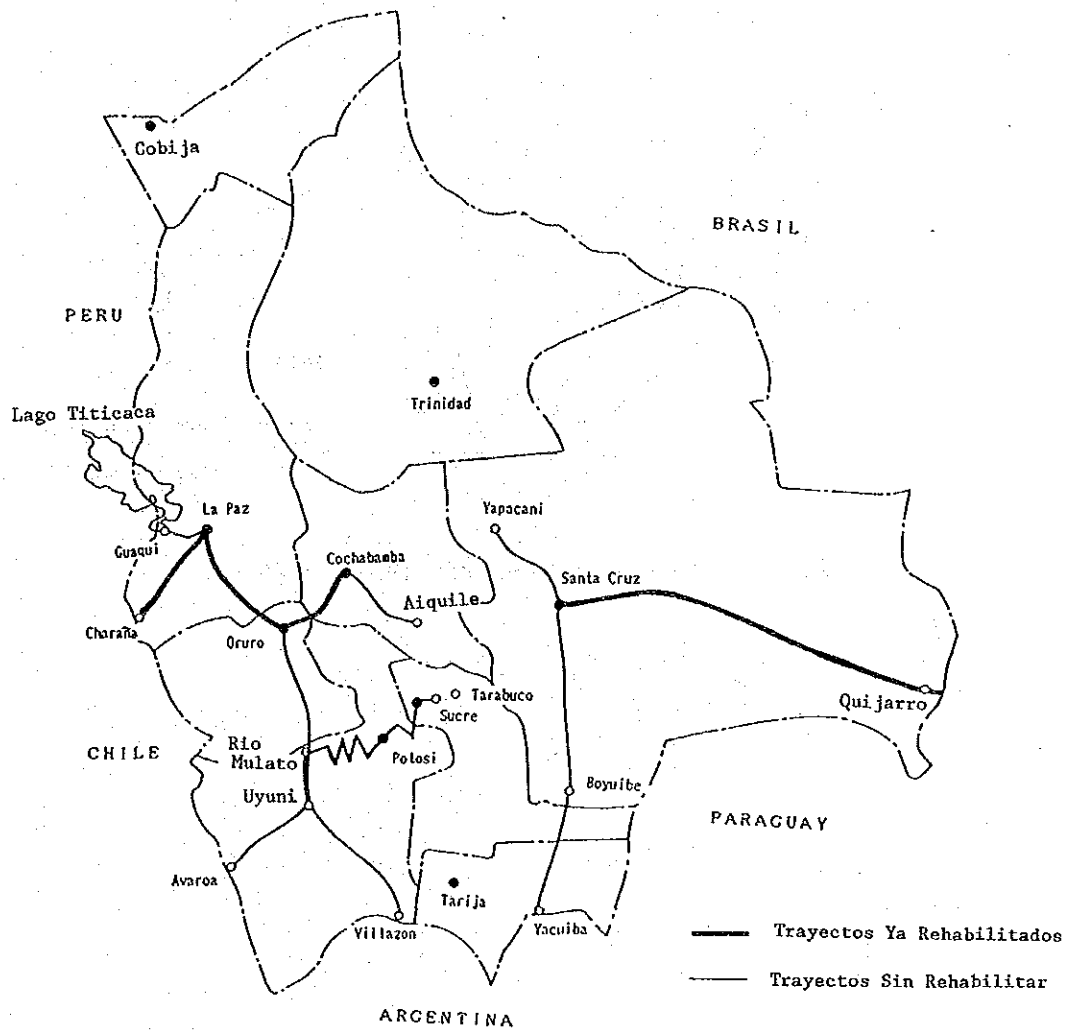 Cobija
BRASIL
PERU
Trinidad
Lago Titicaca
La Paz
Yapacani
Guaqui
Cochabamba
Santa Cruz
Aiquile
Charaña
Oruro
Tarabuco
Quijarro
Sucre
CHILE
Rio
Mulato
Polosi
Uyuni
Boyuibe
PARAGUAY
Avaroa
Tarija
Villazon
Yacuiba
Trayectos Ya Rehabilitados
Trayectos Sin Rehabilitar
ARGENTINA